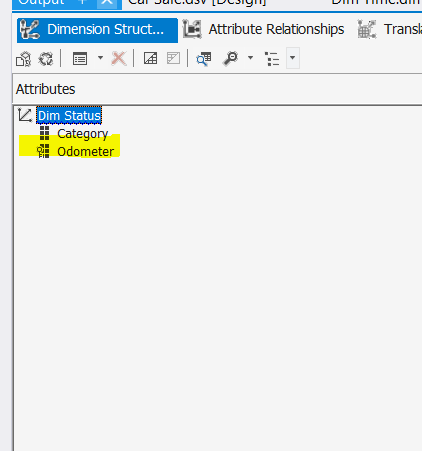 Output
Car Sale.dsv [Design]
Dim Time.dim
Dimension Struct...
Attribute Relationships
Transla
Attributes
Dim Status
Category
Odometer